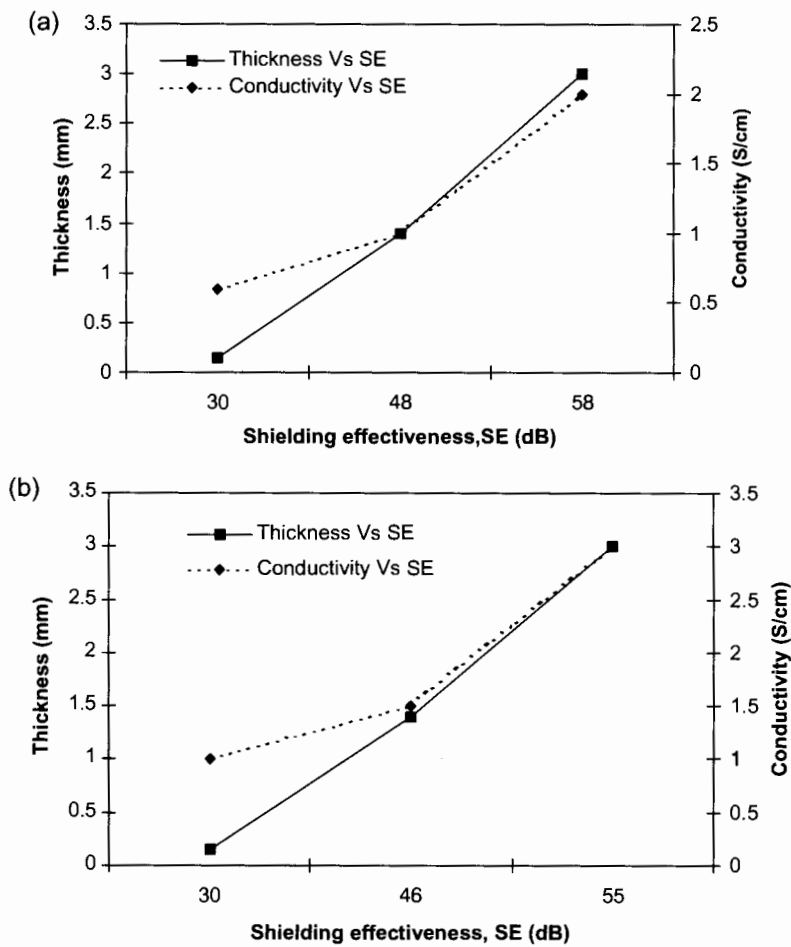 (a)
3.5
3
2.5
2
1.5
1
0.5
0
Thickness (mm)
Thickness Vs SE
Conductivity Vs SE
2.5
2
1.5
1
0.5
0
Conductivity (S/cm)
30 48 58
Shielding effectiveness,SE (dB)
(b)
3.5
3
2.5
2
1.5
1
0.5
0
Thickness (mm)
Thickness Vs SE
Conductivity Vs SE
3.5
3
2.5
2
1.5
1
0.5
0
Conductivity (S/cm)
30 46 55
Shielding effectiveness, SE (dB)